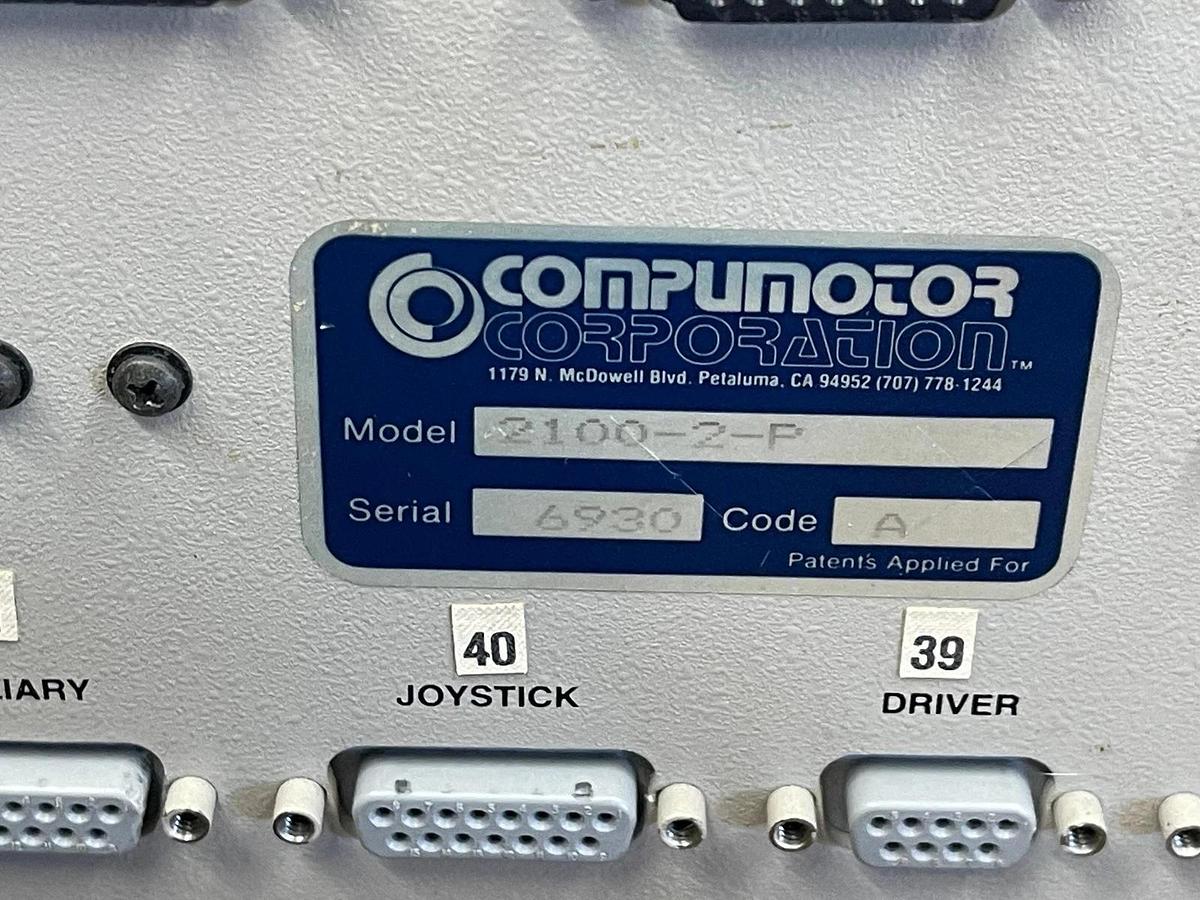 COMPUMOTOR
CORPORATION™
1179 N. McDowell Blvd. Petaluma, CA 94952 (707) 778-1244
Model 2100-2-P
Serial 6930 Code A
Patents Applied For
40
39
LIARY
JOYSTICK
DRIVER